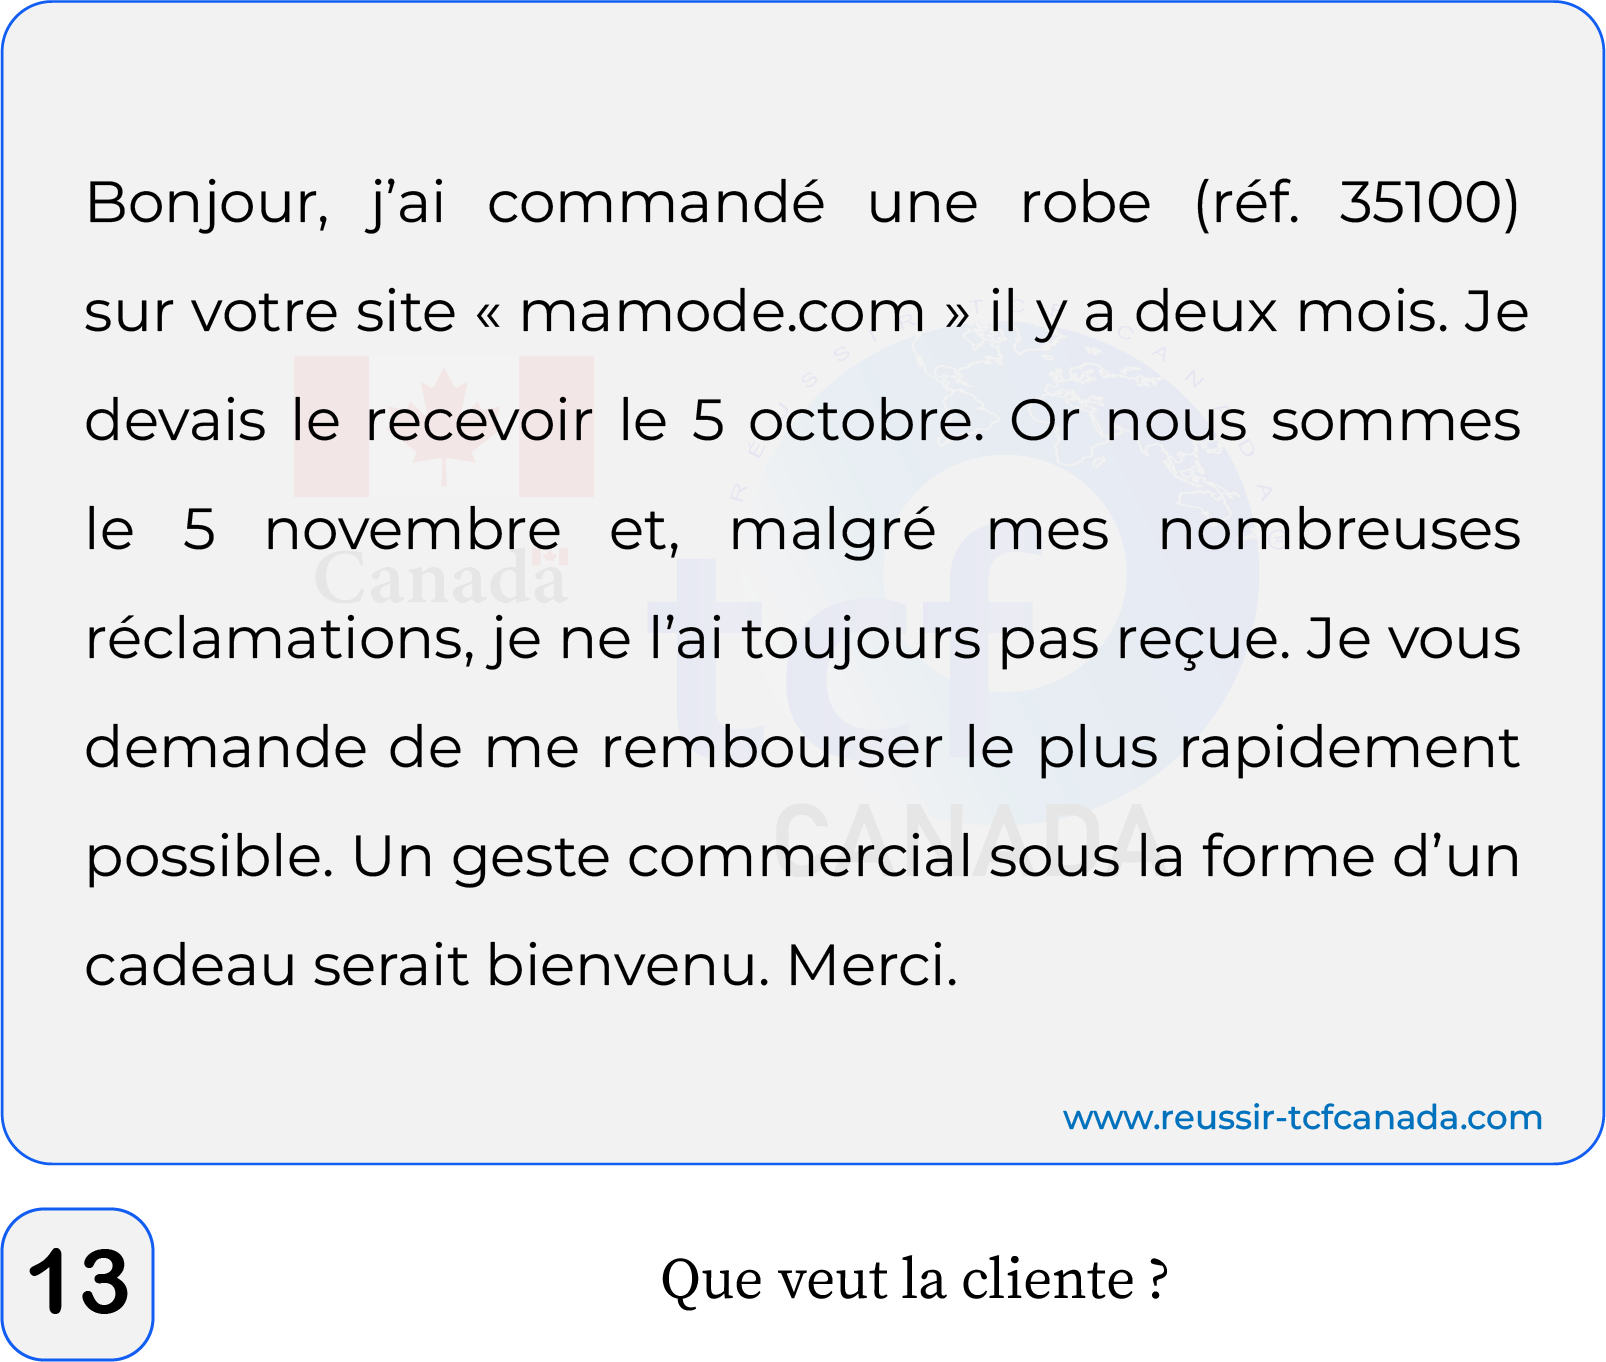 Bonjour, j’ai commandé une robe (réf. 35100)
sur votre site « mamode.com » il y a deux mois. Je
devais le recevoir le 5 octobre. Or nous sommes
le 5 novembre et, malgré mes nombreuses
réclamations, je ne l’ai toujours pas reçue. Je vous
demande de me rembourser le plus rapidement
possible. Un geste commercial sous la forme d’un
cadeau serait bienvenu. Merci.
RÉUSSIR TCF CANADA
Canada
tcf
CANADA
www.reussir-tcfcanada.com
13
Que veut la cliente ?